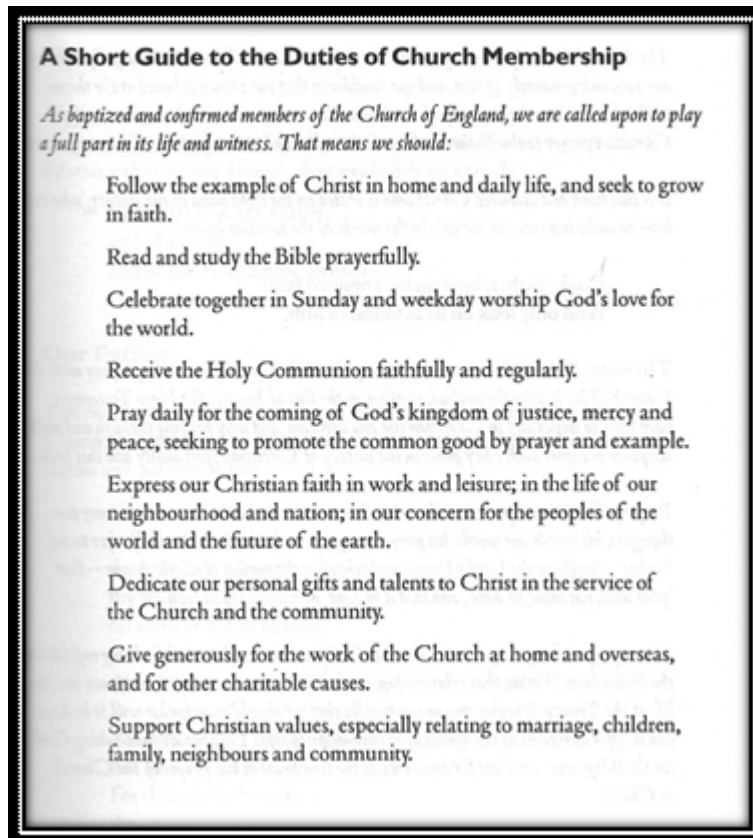 A Short Guide to the Duties of Church Membership
As baptized and confirmed members of the Church of England, we are called upon to play
a full part in its life and witness. That means we should:
Follow the example of Christ in home and daily life, and seek to grow
in faith.
Read and study the Bible prayerfully.
Celebrate together in Sunday and weekday worship God's love for
the world.
Receive the Holy Communion faithfully and regularly.
Pray daily for the coming of God's kingdom of justice, mercy and
peace, seeking to promote the common good by prayer and example.
Express our Christian faith in work and leisure; in the life of our
neighbourhood and nation; in our concern for the peoples of the
world and the future of the earth.
Dedicate our personal gifts and talents to Christ in the service of
the Church and the community.
Give generously for the work of the Church at home and overseas,
and for other charitable causes.
Support Christian values, especially relating to marriage, children,
family, neighbours and community.